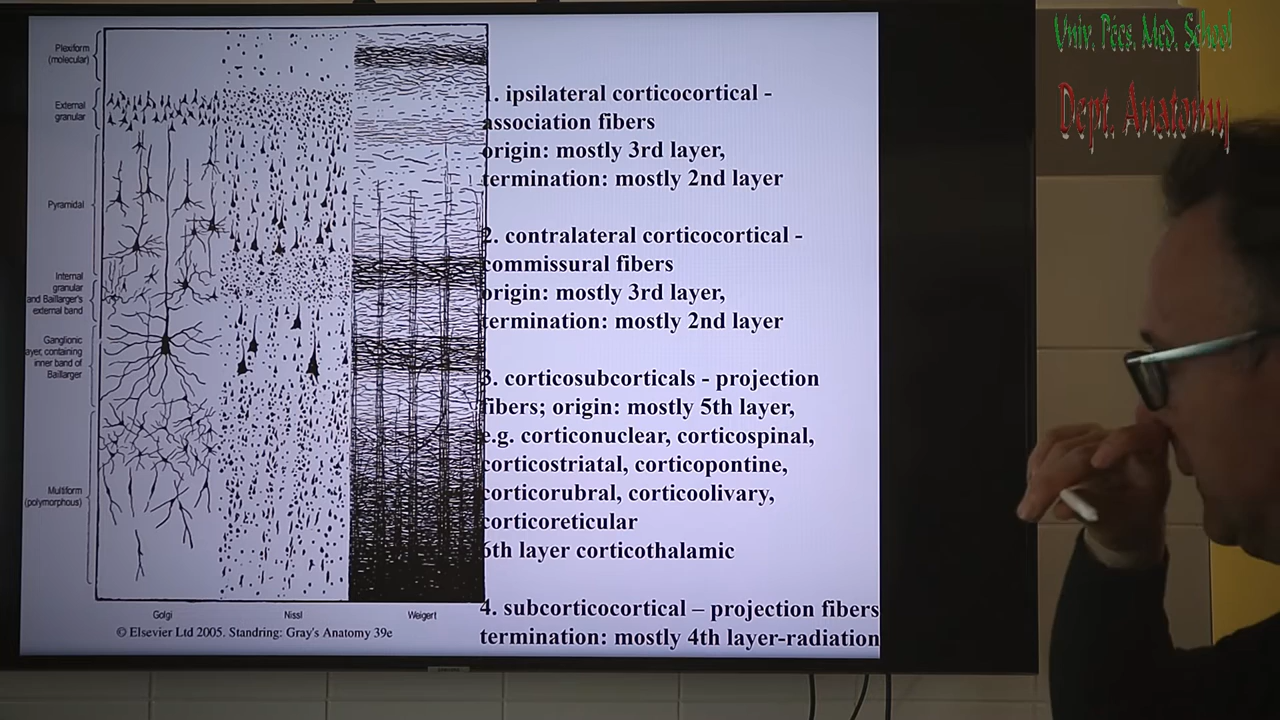 Univ. Pécs. Med. School
Dept. Anatomy
Plexiform
(molecular)
External
granular
Pyramidal
Internal
granular
and Baillarger's
external band
Ganglionic
ayer, containing
inner band of
Baillarger
Multiform
(polymorphous)
Golgi
Nissl
Weigert
© Elsevier Ltd 2005. Standring: Gray's Anatomy 39e
1. ipsilateral corticocortical -
association fibers
origin: mostly 3rd layer,
termination: mostly 2nd layer
2. contralateral corticocortical -
commissural fibers
origin: mostly 3rd layer,
termination: mostly 2nd layer
3. corticosubcorticals - projection
fibers; origin: mostly 5th layer,
e.g. corticonuclear, corticospinal,
corticostriatal, corticopontine,
corticorubral, corticoolivary,
corticoreticular
6th layer corticothalamic
4. subcorticocortical – projection fibers
termination: mostly 4th layer-radiation